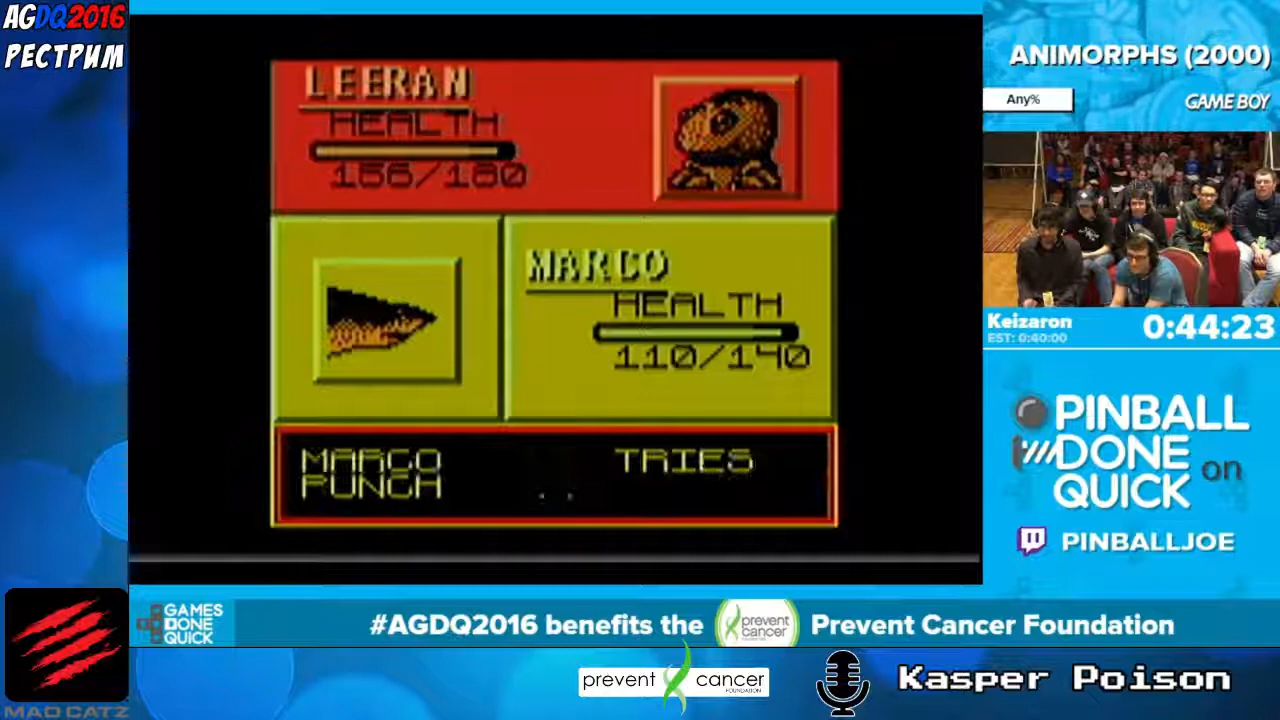 AGDQ2016
РЕСТРИМ
LEERAN
HEALTH
156/180
MARCO
HEALTH
110/140
MARCO TRIES
PUNCH ..
ANIMORPHS (2000)
Any%
GAME BOY
Keizaron
EST: 0:40:00
0:44:23
PINBALL
DONE on
QUICK
PINBALLJOE
GAMES
DONE
QUICK
#AGDQ2016 benefits the
prevent
cancer
Prevent Cancer Foundation
MAD CATZ
prevent cancer
FOUNDATION
Kasper Poison